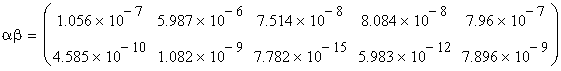 αβ = ( 1.056 × 10⁻⁷ 5.987 × 10⁻⁶ 7.514 × 10⁻⁸ 8.084 × 10⁻⁸ 7.96 × 10⁻⁷
4.585 × 10⁻¹⁰ 1.082 × 10⁻⁹ 7.782 × 10⁻¹⁵ 5.983 × 10⁻¹² 7.896 × 10⁻⁹ )